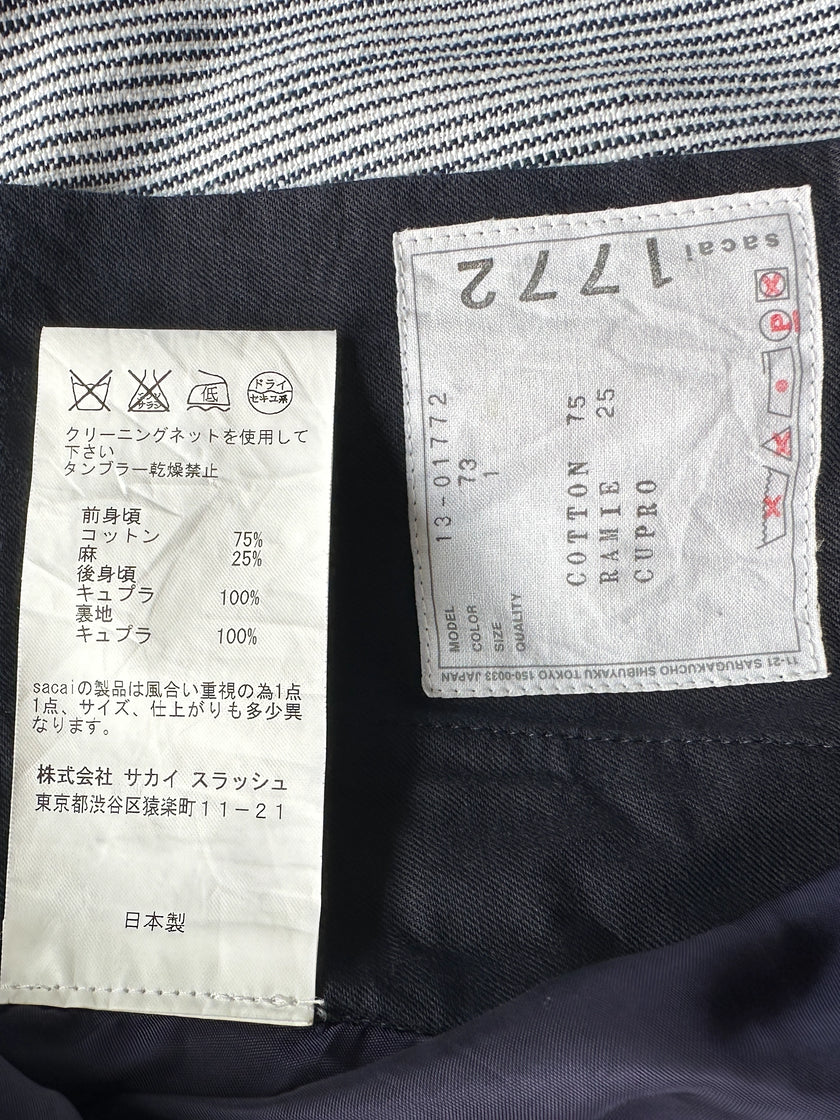 ドライ
セキユ系
低
エンソ
サラシ
クリーニングネットを使用して
下さい
タンブラー乾燥禁止
前身頃
コットン 75%
麻 25%
後身頃
キュプラ 100%
裏地
キュプラ 100%
sacaiの製品は風合い重視の為1点
1点、サイズ、仕上がりも多少異
なります。
株式会社 サカイ スラッシュ
東京都渋谷区猿楽町11-21
日本製
sacai 1772
P
MODEL 13-01772
COLOR 73
SIZE 1
QUALITY
COTTON 75
RAMIE 25
CUPRO
11-21 SARUGAKUCHO SHIBUYAKU TOKYO 150-0033 JAPAN